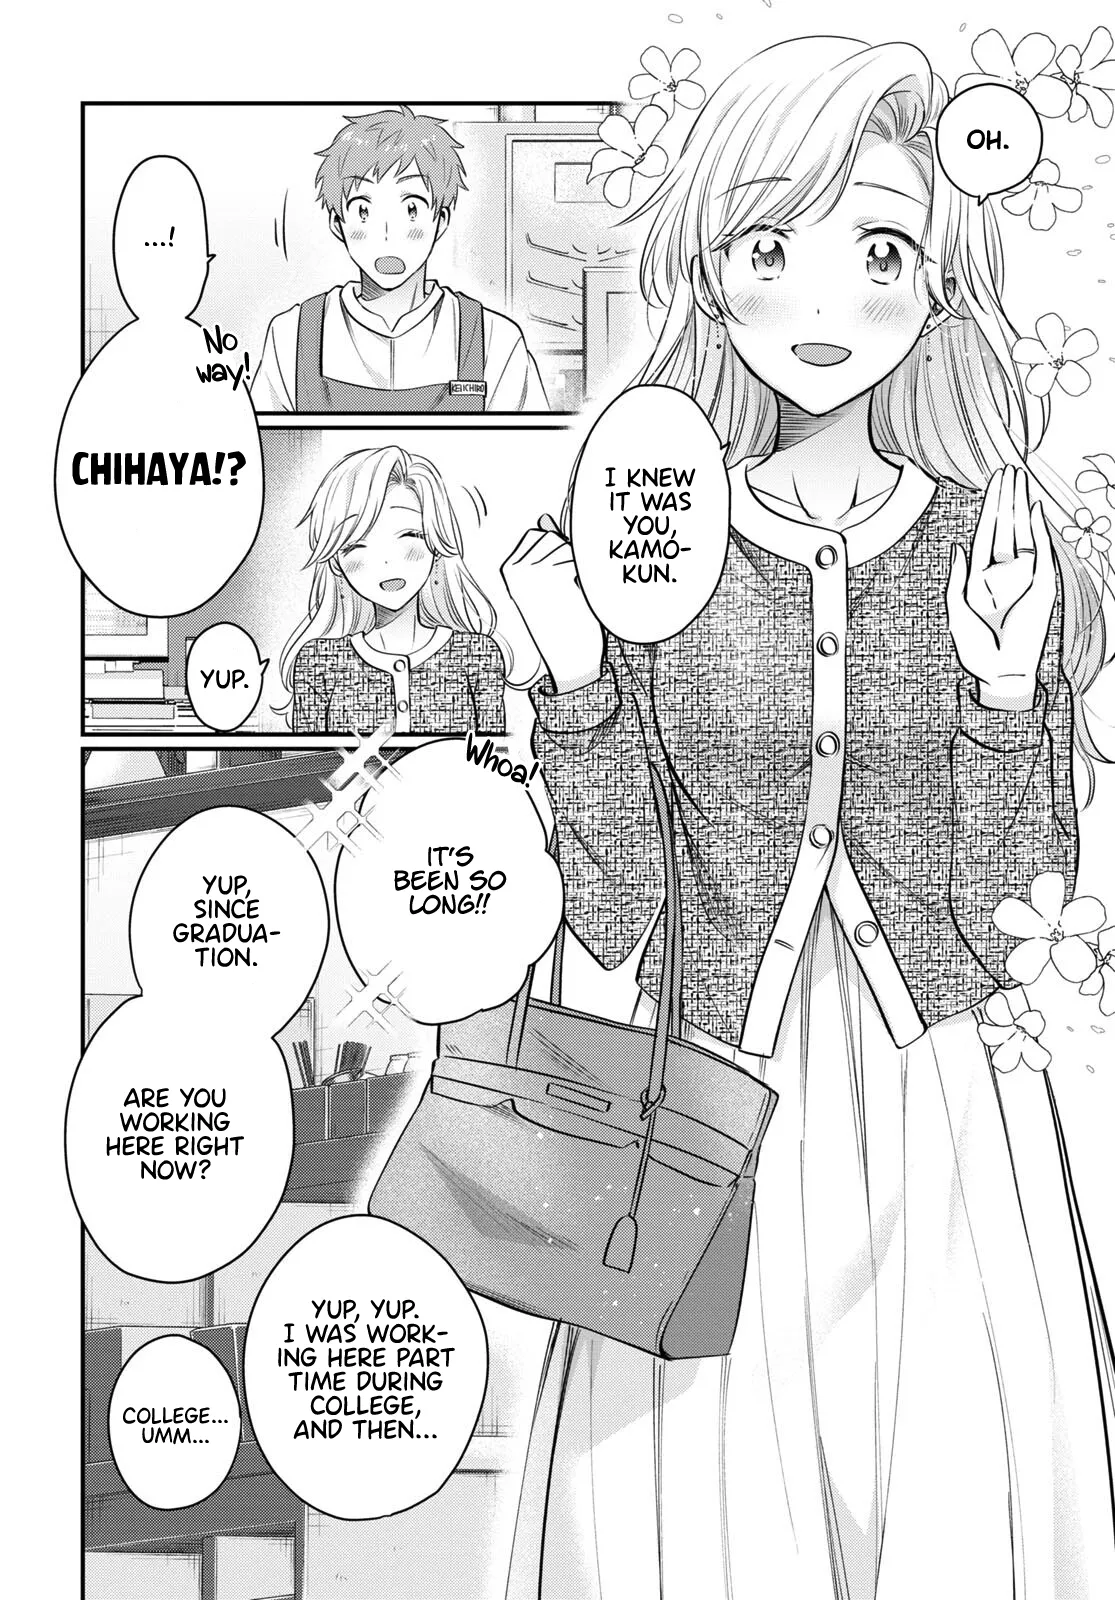 OH.
I KNEW
IT WAS
YOU,
KAMO-
KUN.
...!
No
way!
CHIHAYA!?
KEIICHIRO
YUP.
Whoa!
IT'S
BEEN SO
LONG!!
YUP,
SINCE
GRADUA-
TION.
ARE YOU
WORKING
HERE RIGHT
NOW?
YUP, YUP.
I WAS WORK-
ING HERE PART
TIME DURING
COLLEGE,
AND THEN...
COLLEGE...
UMM...